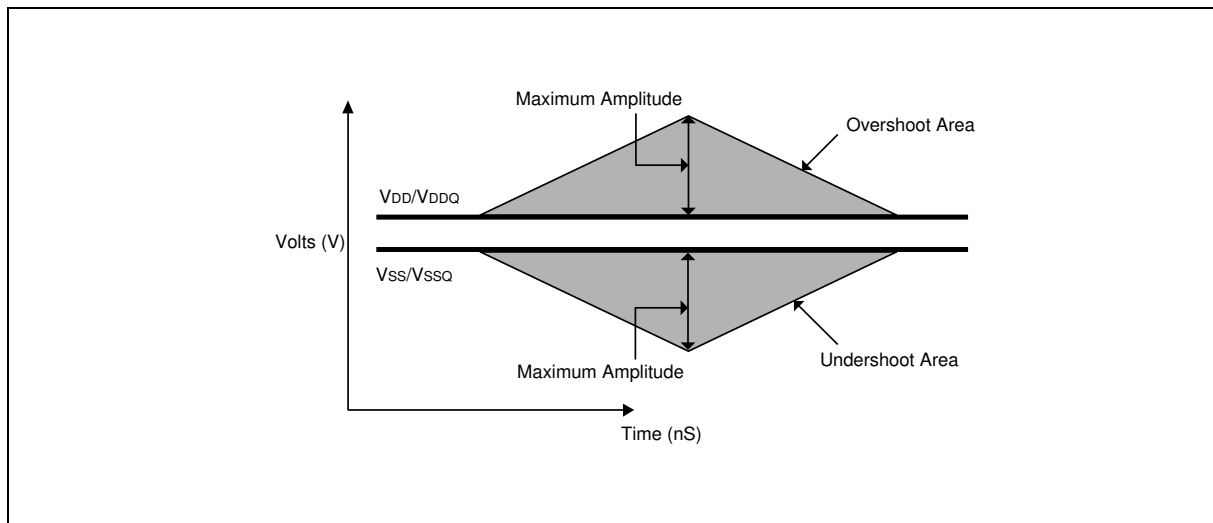 Maximum Amplitude
Overshoot Area
VDD/VDDQ
Volts (V)
VSS/VSSQ
Undershoot Area
Maximum Amplitude
Time (nS)